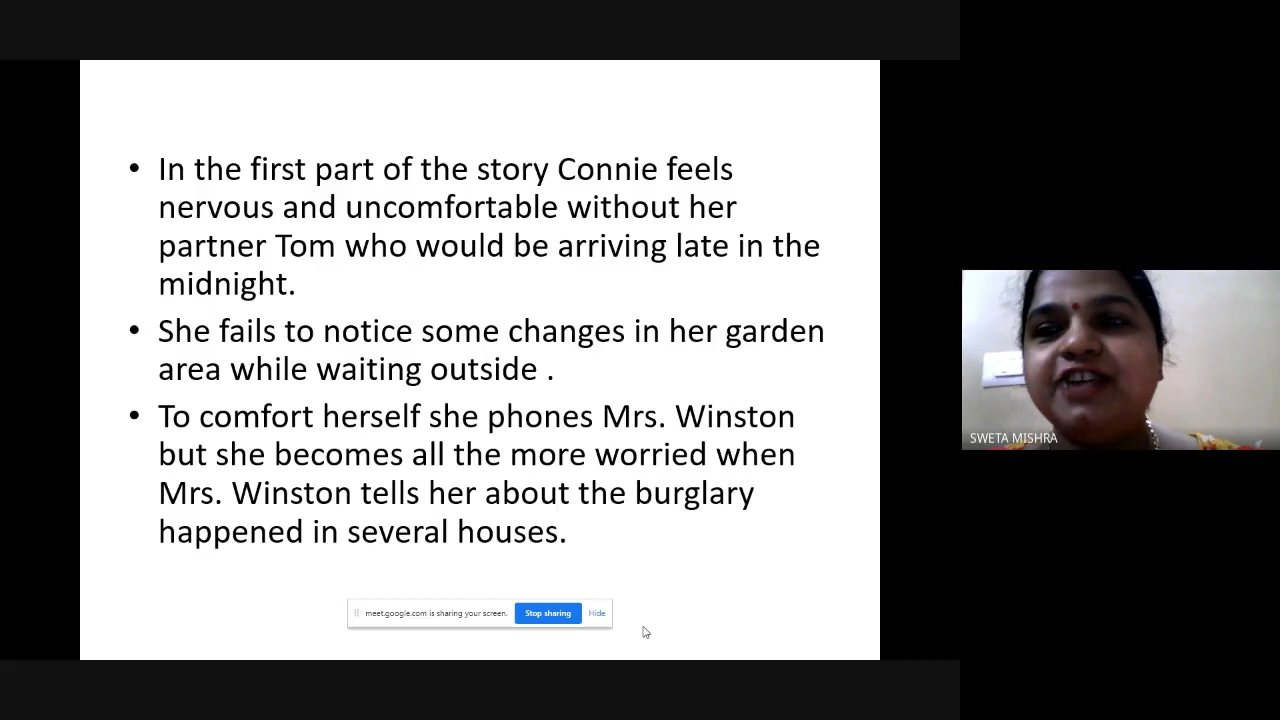 • In the first part of the story Connie feels
nervous and uncomfortable without her
partner Tom who would be arriving late in the
midnight.
• She fails to notice some changes in her garden
area while waiting outside .
• To comfort herself she phones Mrs. Winston
but she becomes all the more worried when
Mrs. Winston tells her about the burglary
happened in several houses.
meet.google.com is sharing your screen. Stop sharing Hide
SWETA MISHRA